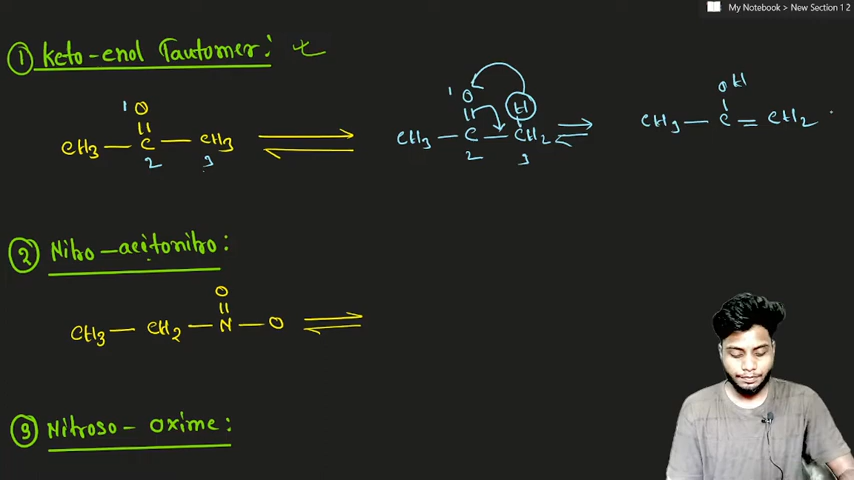 My Notebook > New Section 1 2
① Keto-enol Tautomer:
1 O
|| 
CH3 — C — CH3 ⇌
2 3
1 O H
||
CH3 — C — CH2 ⇌
2 3
OH
|
CH3 — C = CH2
② Nitro-acitonitro:
O
||
CH3 — CH2 — N — O ⇌
③ Nitroso - oxime: